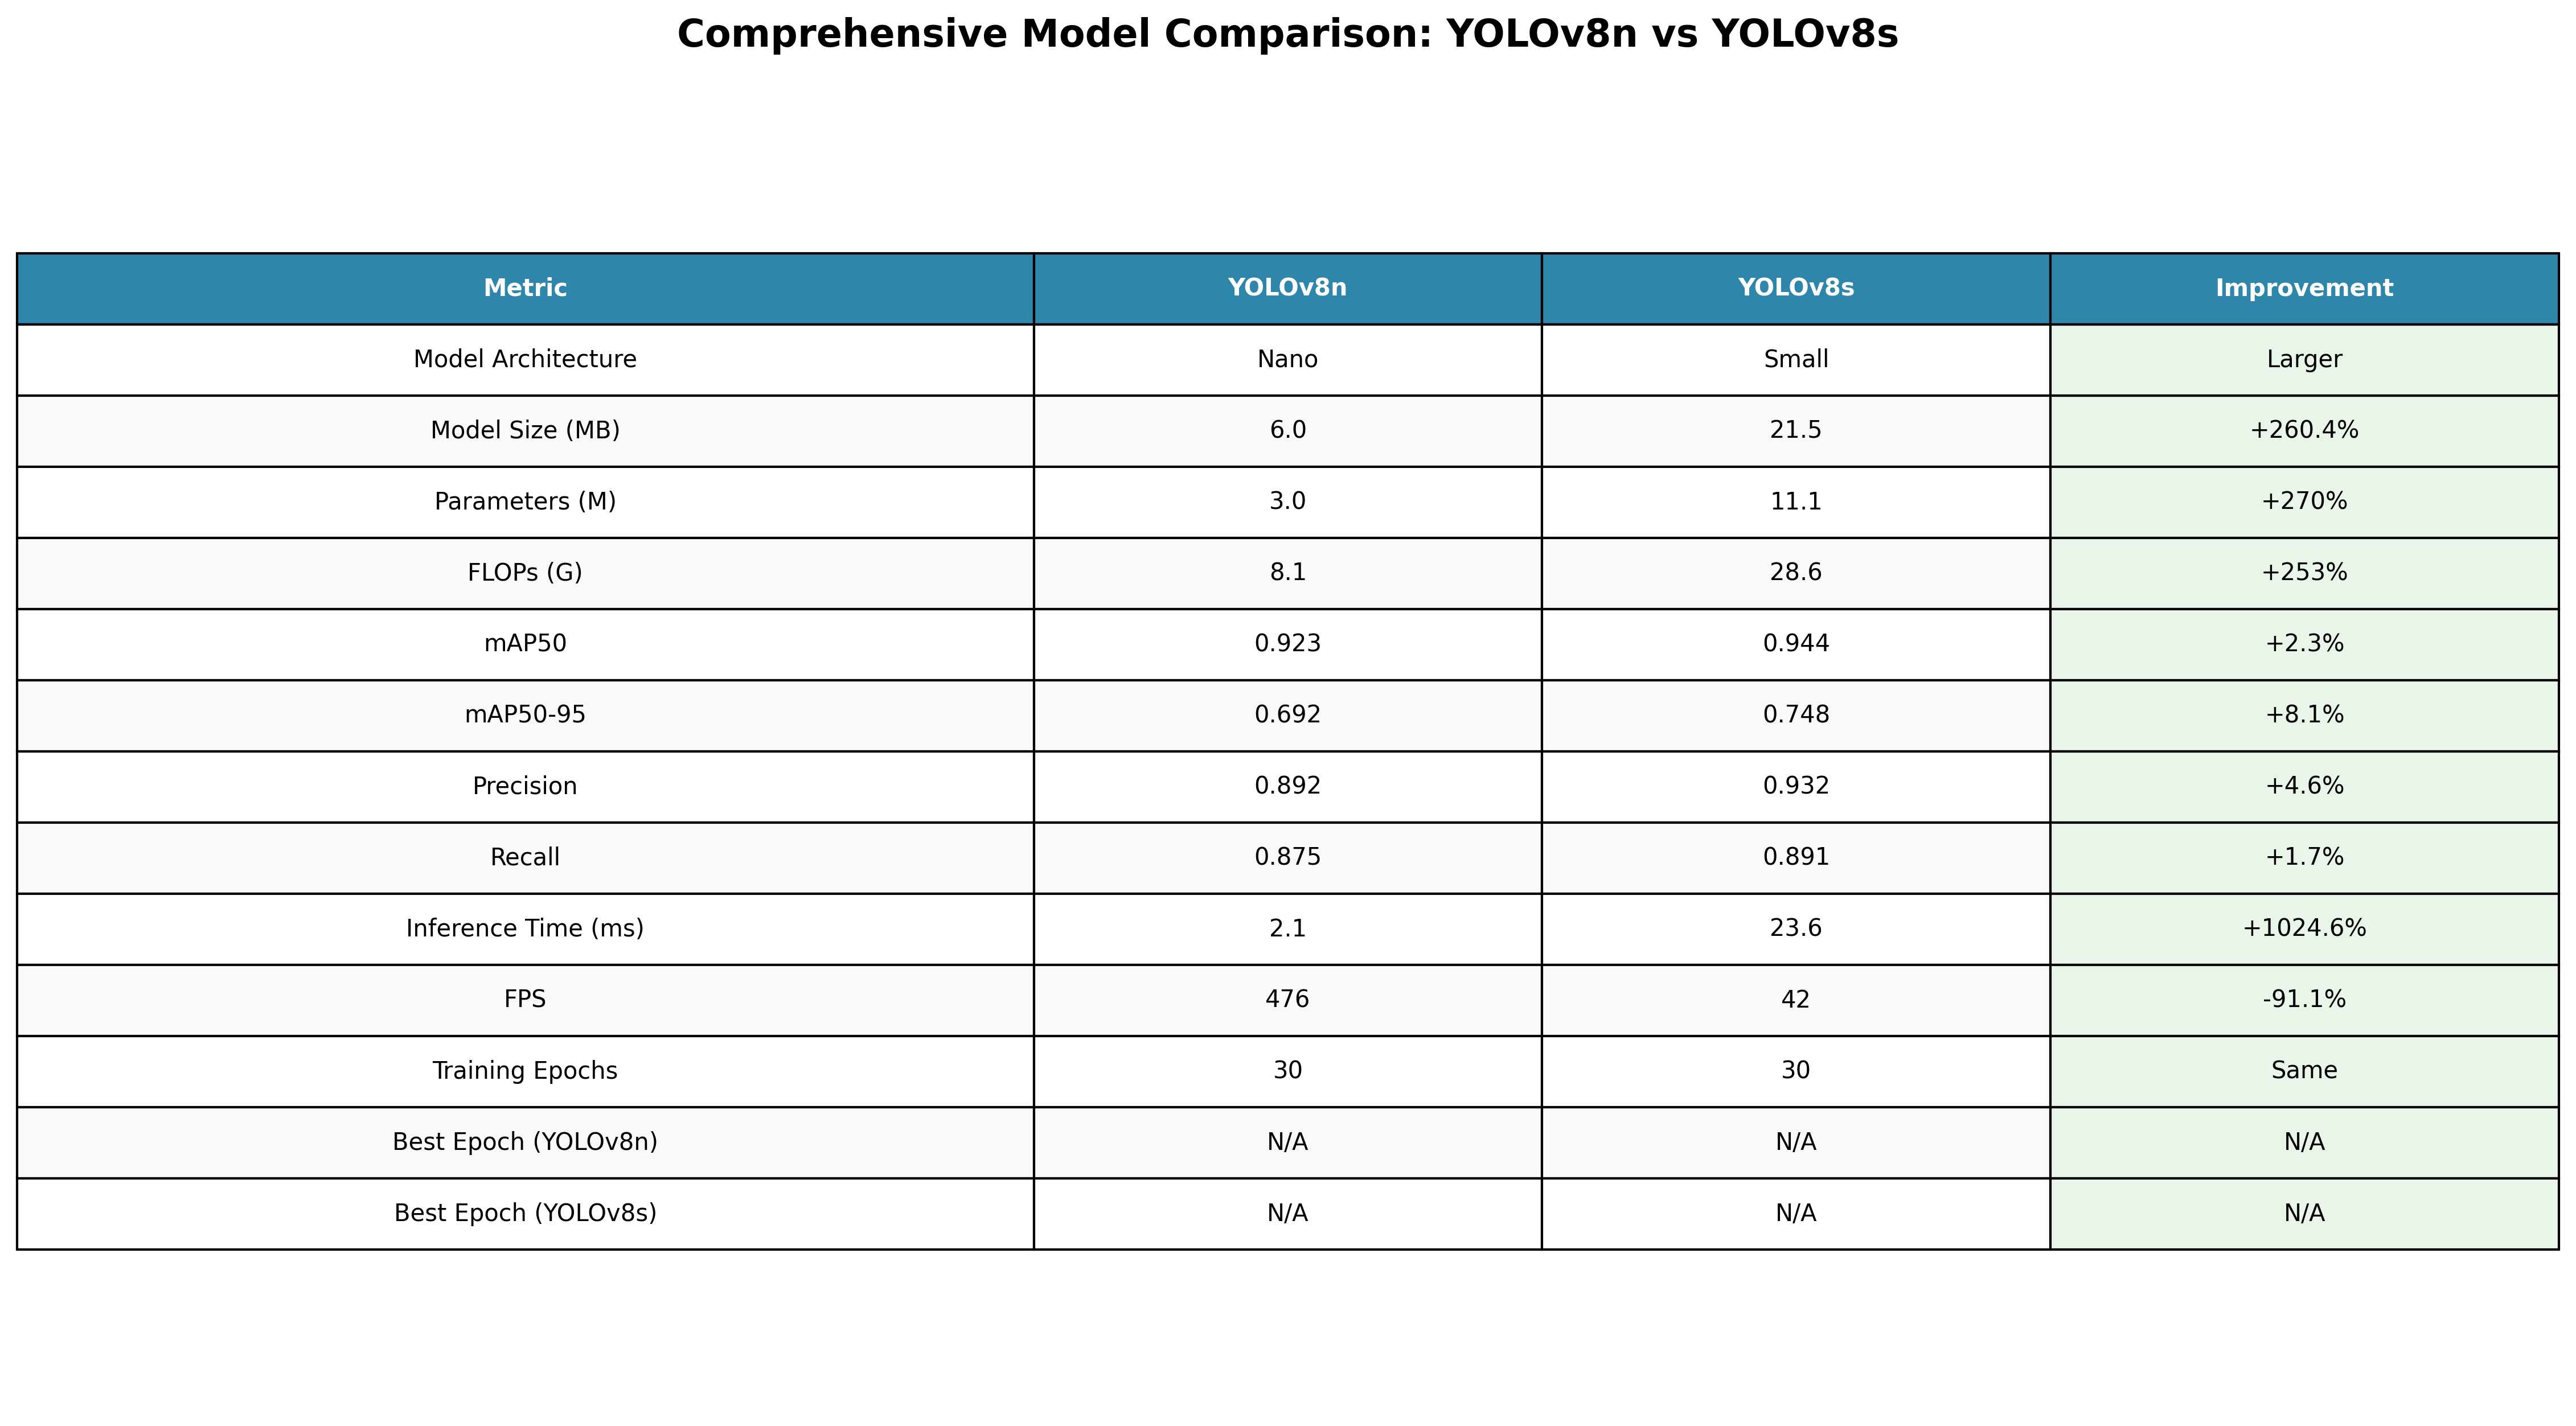 Comprehensive Model Comparison: YOLOv8n vs YOLOv8s
Metric YOLOv8n YOLOv8s Improvement
Model Architecture Nano Small Larger
Model Size (MB) 6.0 21.5 +260.4%
Parameters (M) 3.0 11.1 +270%
FLOPs (G) 8.1 28.6 +253%
mAP50 0.923 0.944 +2.3%
mAP50-95 0.692 0.748 +8.1%
Precision 0.892 0.932 +4.6%
Recall 0.875 0.891 +1.7%
Inference Time (ms) 2.1 23.6 +1024.6%
FPS 476 42 -91.1%
Training Epochs 30 30 Same
Best Epoch (YOLOv8n) N/A N/A N/A
Best Epoch (YOLOv8s) N/A N/A N/A